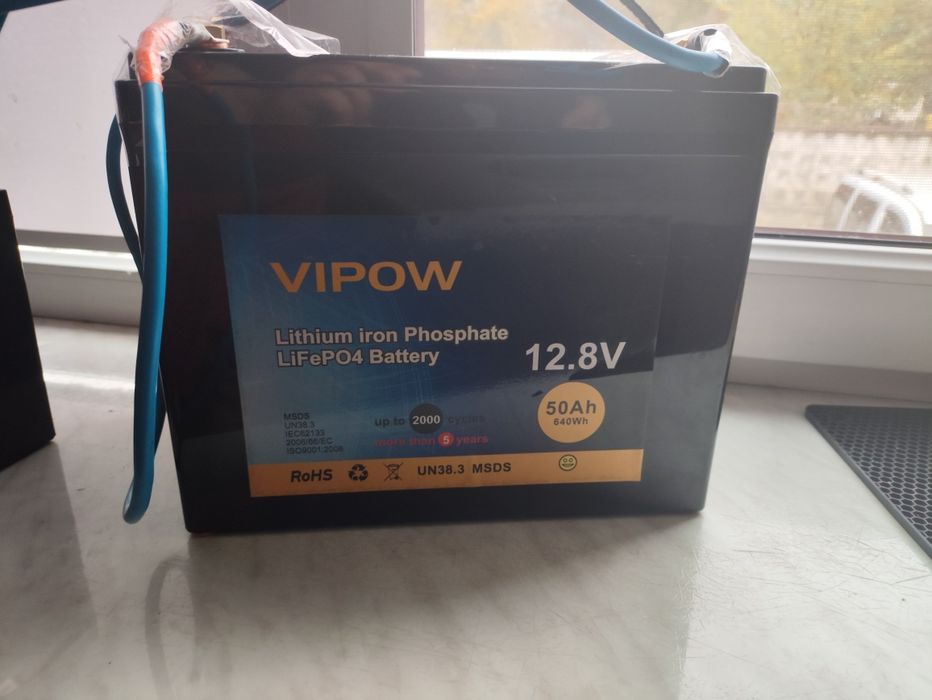 VIPOW
Lithium iron Phosphate
LiFePO4 Battery
12.8V
50Ah
640Wh
MSDS
UN38.3
IEC62133
2006/66/EC
ISO9001:2008
up to 2000 cycles
more than 5 years
RoHS UN38.3 MSDS